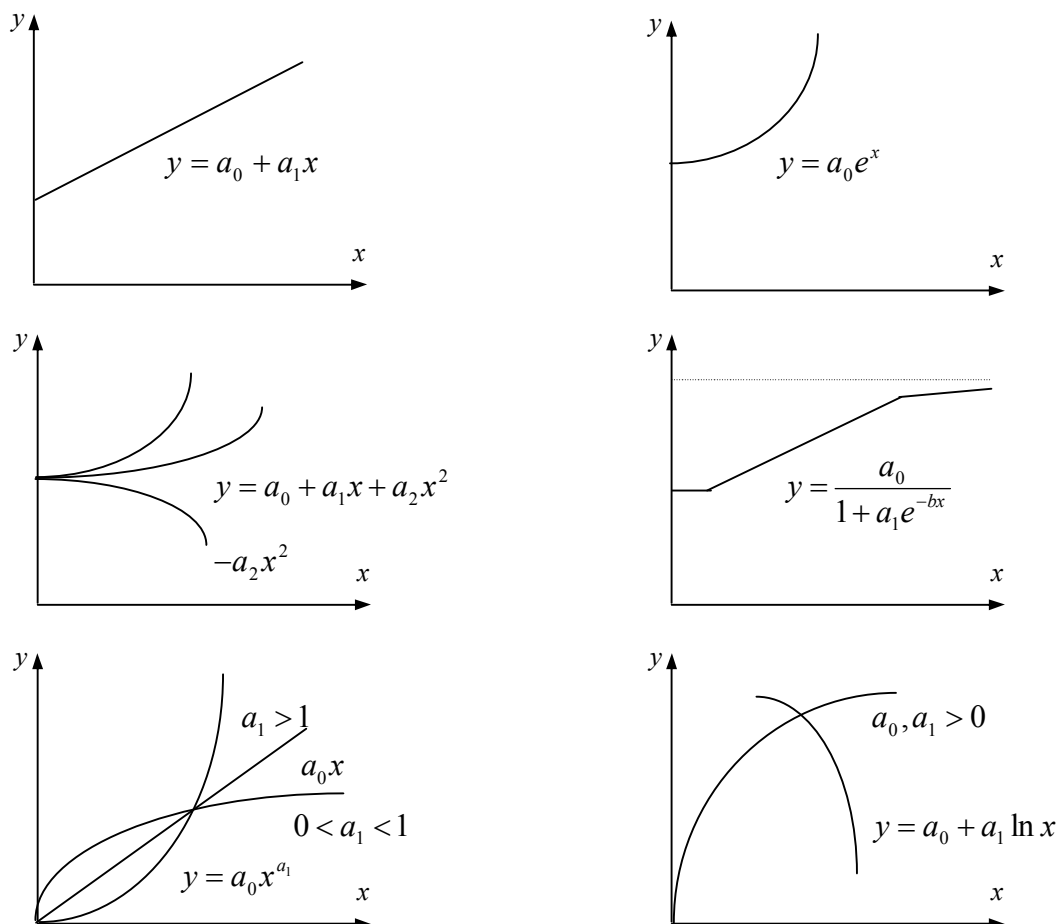 y
y = a₀ + a₁x
x
y
y = a₀eˣ
x
y
y = a₀ + a₁x + a₂x²
−a₂x²
x
y
y = a₀ / (1 + a₁e^(−bx))
x
y
a₁ > 1
a₀x
0 < a₁ < 1
y = a₀x^(a₁)
x
y
a₀, a₁ > 0
y = a₀ + a₁ ln x
x